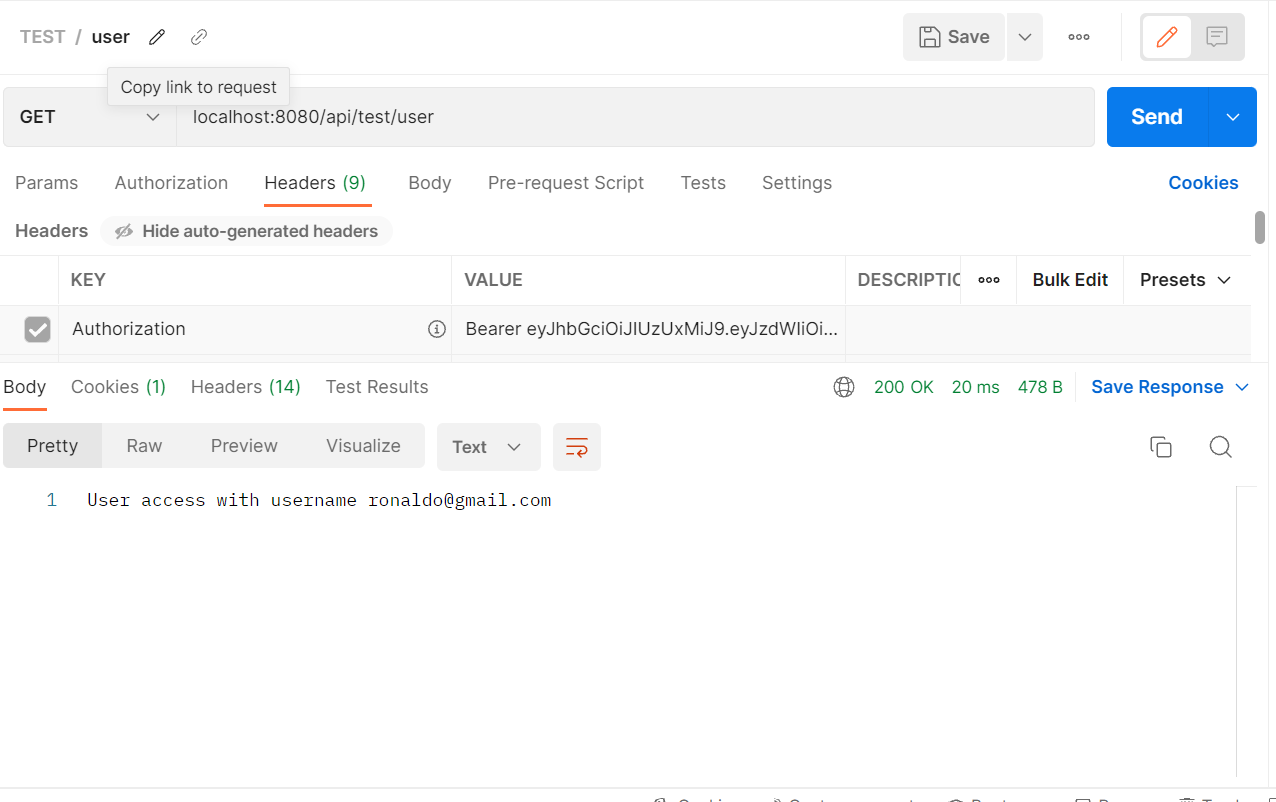 TEST / user
Save
Copy link to request
GET
localhost:8080/api/test/user
Send
Params Authorization Headers (9) Body Pre-request Script Tests Settings Cookies
Headers Hide auto-generated headers
KEY VALUE DESCRIPTIC Bulk Edit Presets
Authorization Bearer eyJhbGciOiJIUzUxMiJ9.eyJzdWIiOi...
Body Cookies (1) Headers (14) Test Results 200 OK 20 ms 478 B Save Response
Pretty Raw Preview Visualize Text
1 User access with username ronaldo@gmail.com